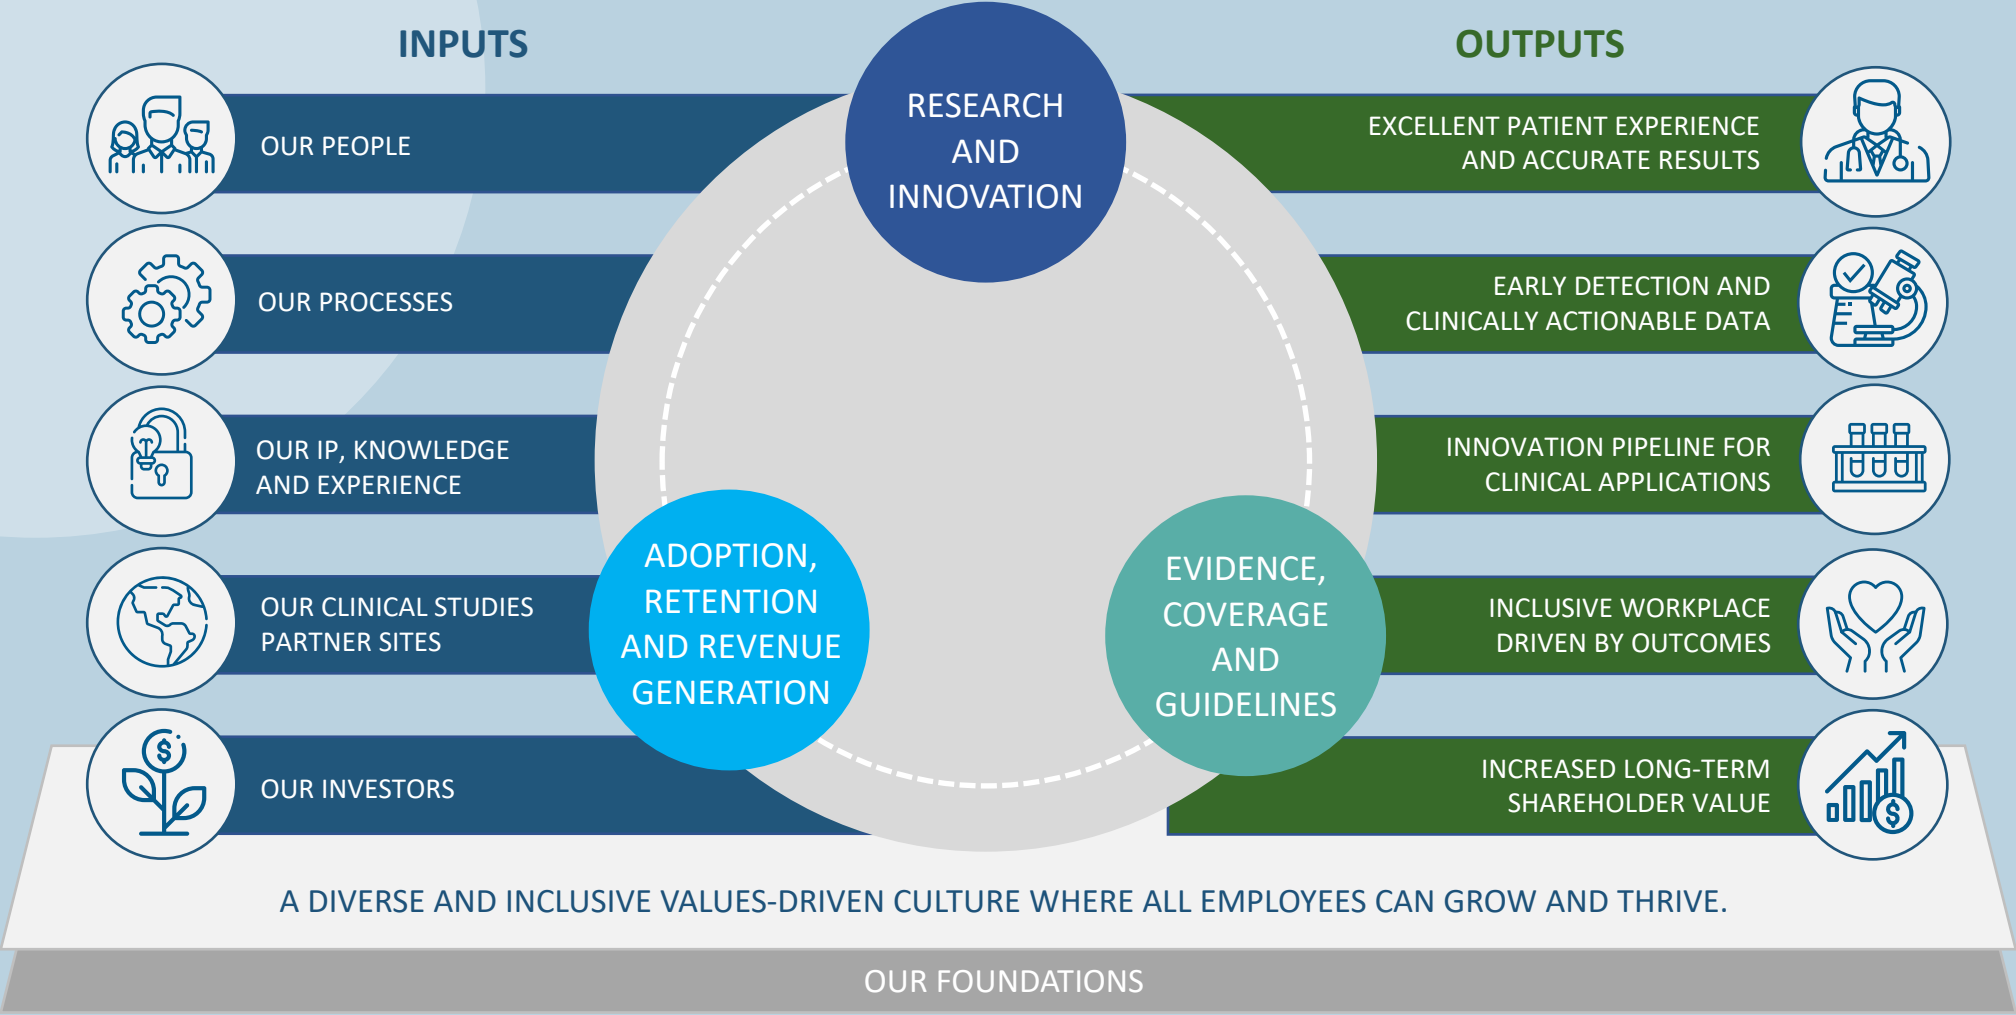 INPUTS
OUR PEOPLE
OUR PROCESSES
OUR IP, KNOWLEDGE
AND EXPERIENCE
OUR CLINICAL STUDIES
PARTNER SITES
OUR INVESTORS
RESEARCH
AND
INNOVATION
ADOPTION,
RETENTION
AND REVENUE
GENERATION
EVIDENCE,
COVERAGE
AND
GUIDELINES
OUTPUTS
EXCELLENT PATIENT EXPERIENCE
AND ACCURATE RESULTS
EARLY DETECTION AND
CLINICALLY ACTIONABLE DATA
INNOVATION PIPELINE FOR
CLINICAL APPLICATIONS
INCLUSIVE WORKPLACE
DRIVEN BY OUTCOMES
INCREASED LONG-TERM
SHAREHOLDER VALUE
A DIVERSE AND INCLUSIVE VALUES-DRIVEN CULTURE WHERE ALL EMPLOYEES CAN GROW AND THRIVE.
OUR FOUNDATIONS